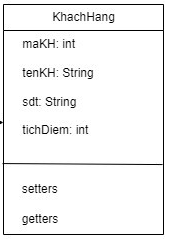 KhachHang
maKH: int
tenKH: String
sdt: String
tichDiem: int
setters
getters